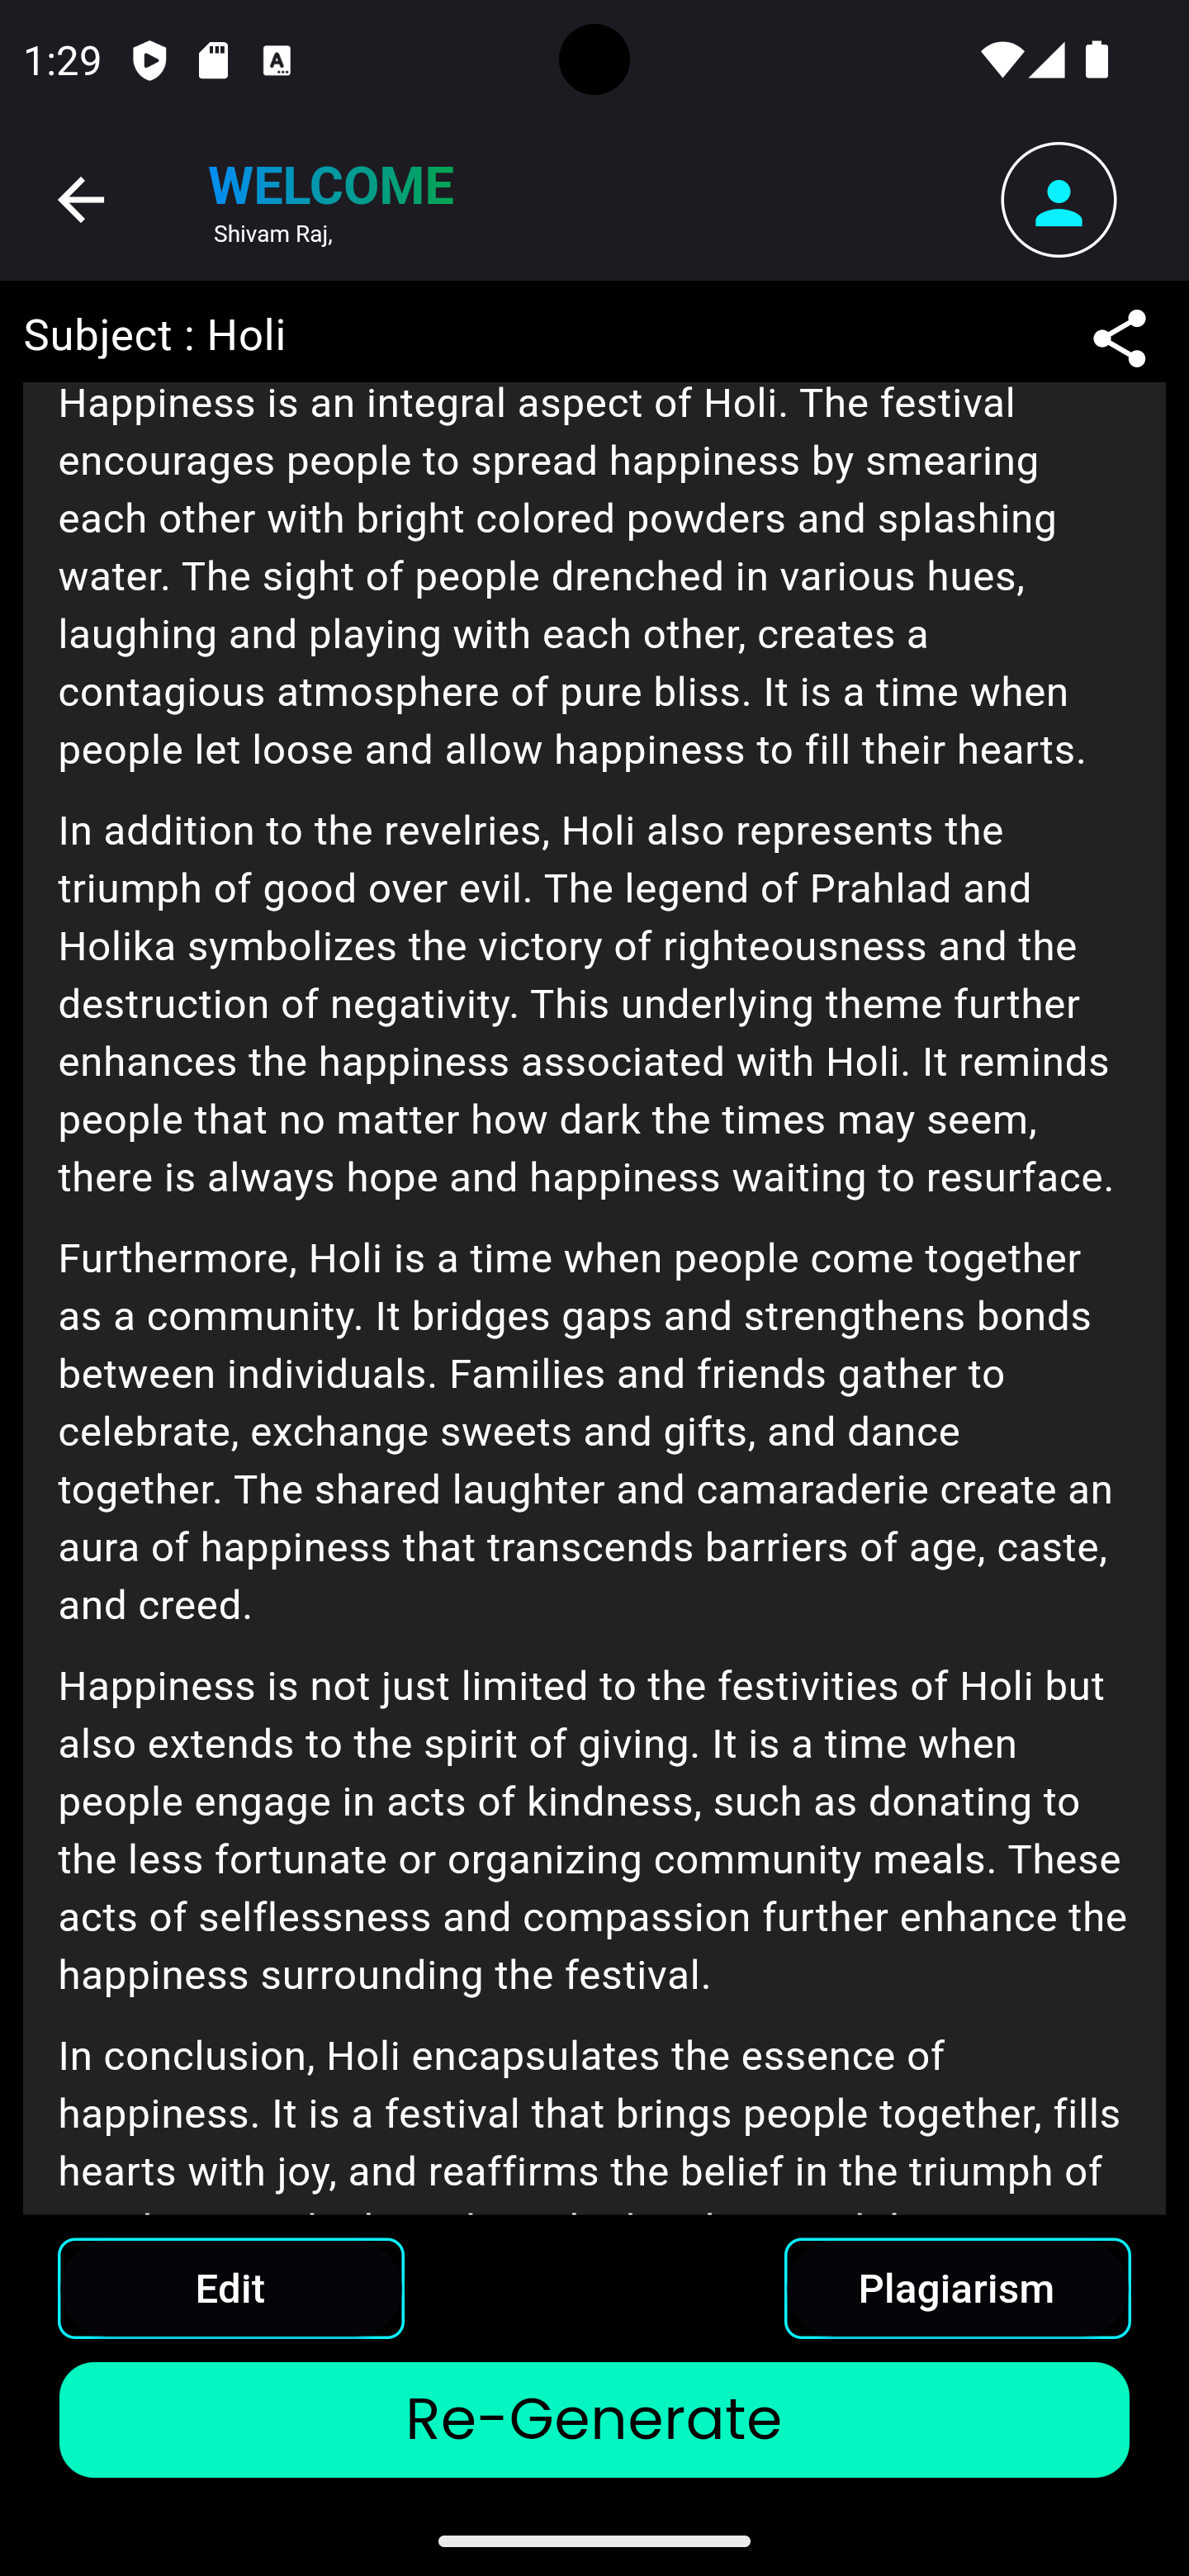 1:29
WELCOME
Shivam Raj,
Subject : Holi
Happiness is an integral aspect of Holi. The festival
encourages people to spread happiness by smearing
each other with bright colored powders and splashing
water. The sight of people drenched in various hues,
laughing and playing with each other, creates a
contagious atmosphere of pure bliss. It is a time when
people let loose and allow happiness to fill their hearts.
In addition to the revelries, Holi also represents the
triumph of good over evil. The legend of Prahlad and
Holika symbolizes the victory of righteousness and the
destruction of negativity. This underlying theme further
enhances the happiness associated with Holi. It reminds
people that no matter how dark the times may seem,
there is always hope and happiness waiting to resurface.
Furthermore, Holi is a time when people come together
as a community. It bridges gaps and strengthens bonds
between individuals. Families and friends gather to
celebrate, exchange sweets and gifts, and dance
together. The shared laughter and camaraderie create an
aura of happiness that transcends barriers of age, caste,
and creed.
Happiness is not just limited to the festivities of Holi but
also extends to the spirit of giving. It is a time when
people engage in acts of kindness, such as donating to
the less fortunate or organizing community meals. These
acts of selflessness and compassion further enhance the
happiness surrounding the festival.
In conclusion, Holi encapsulates the essence of
happiness. It is a festival that brings people together, fills
hearts with joy, and reaffirms the belief in the triumph of
Edit
Plagiarism
Re-Generate